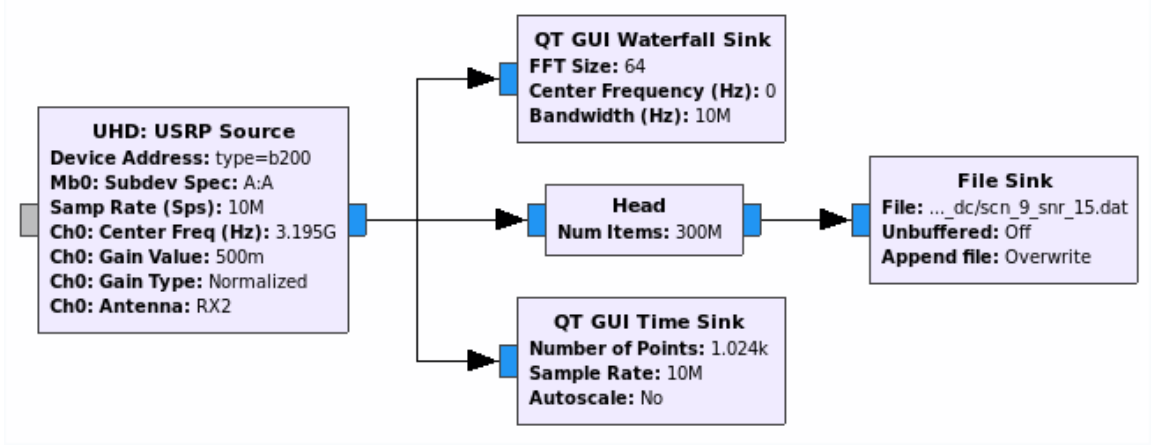 UHD: USRP Source
Device Address: type=b200
Mb0: Subdev Spec: A:A
Samp Rate (Sps): 10M
Ch0: Center Freq (Hz): 3.195G
Ch0: Gain Value: 500m
Ch0: Gain Type: Normalized
Ch0: Antenna: RX2
QT GUI Waterfall Sink
FFT Size: 64
Center Frequency (Hz): 0
Bandwidth (Hz): 10M
Head
Num Items: 300M
File Sink
File: ..._dc/scn_9_snr_15.dat
Unbuffered: Off
Append file: Overwrite
QT GUI Time Sink
Number of Points: 1.024k
Sample Rate: 10M
Autoscale: No